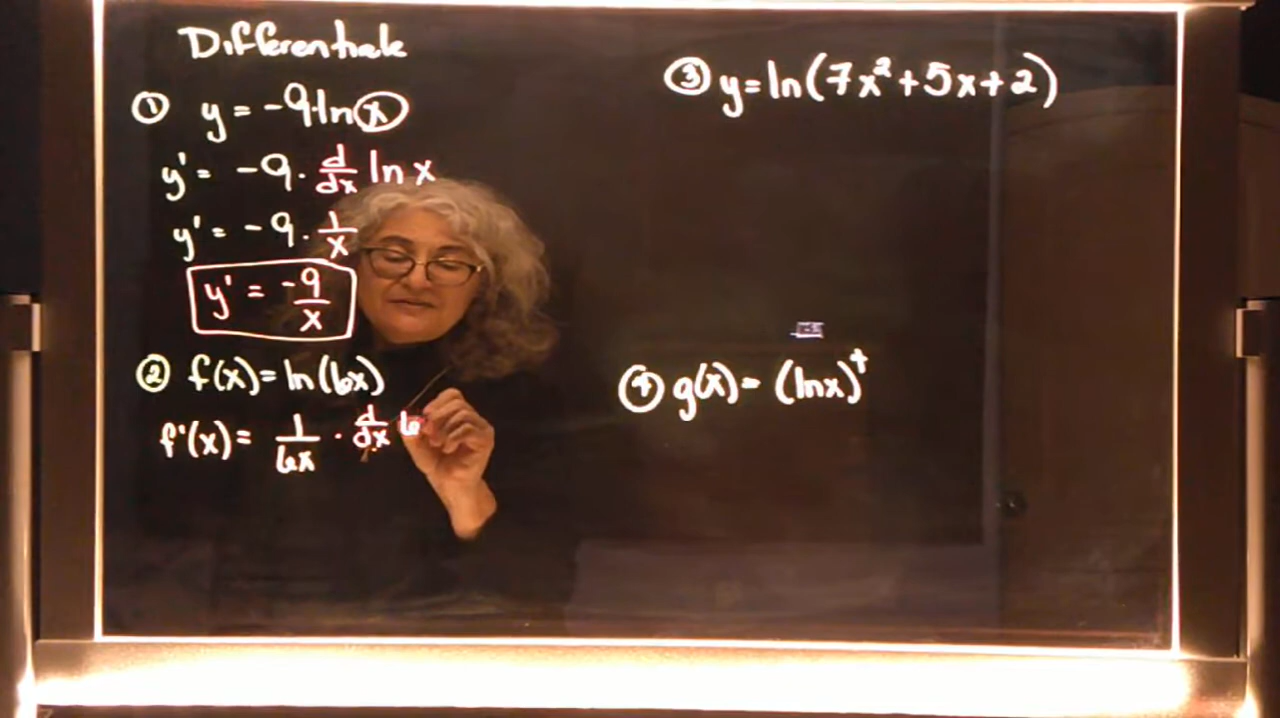 Differentiate
① y = -9·ln x
y' = -9 · d/dx ln x
y' = -9 · 1/x
y' = -9/x
② f(x) = ln(6x)
f'(x) = 1/6x · d/dx 6
③ y = ln(7x²+5x+2)
④ g(x) = (ln x)⁴